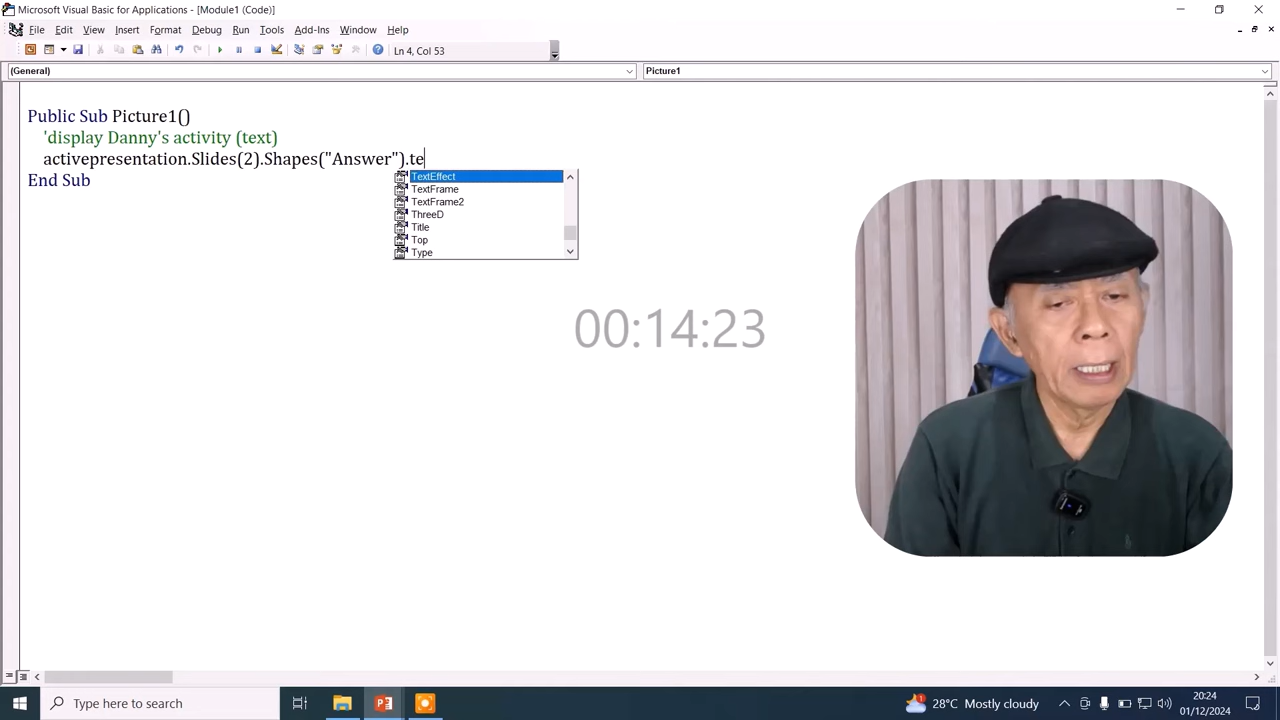 Microsoft Visual Basic for Applications - [Module1 (Code)]
File Edit View Insert Format Debug Run Tools Add-Ins Window Help
Ln 4, Col 53
(General) Picture1
Public Sub Picture1()
'display Danny's activity (text)
activepresentation.Slides(2).Shapes("Answer").te
End Sub
TextEffect
TextFrame
TextFrame2
ThreeD
Title
Top
Type
00:14:23
Type here to search
28°C Mostly cloudy
20:24
01/12/2024